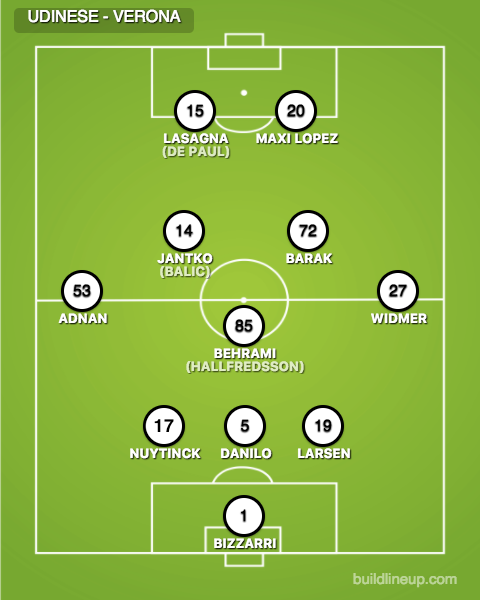 UDINESE - VERONA
15
20
LASAGNA
MAXI LOPEZ
(DE PAUL)
14
72
JANTKO
BARAK
(BALIC)
53
27
ADNAN
WIDMER
85
BEHRAMI
(HALLFREDSSON)
17
5
19
NUYTINCK
DANILO
LARSEN
1
BIZZARRI
buildlineup.com